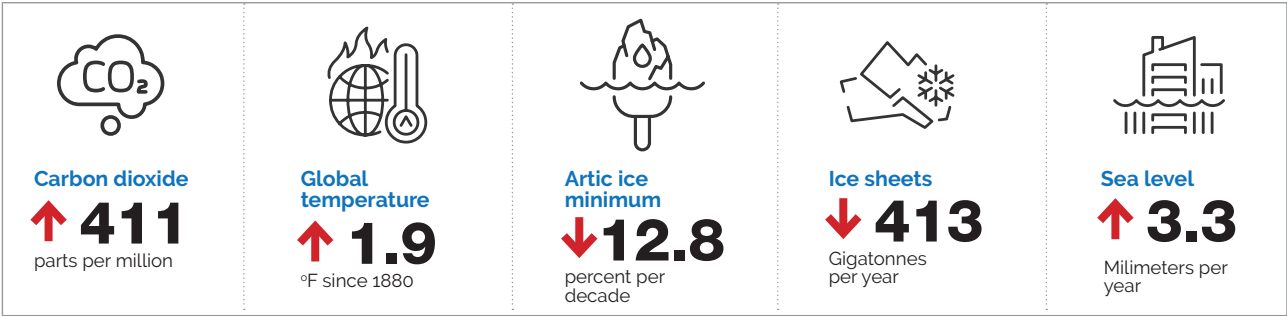 CO₂
Carbon dioxide
411
parts per million
Global
temperature
1.9
ºF since 1880
Artic ice
minimum
12.8
percent per
decade
Ice sheets
413
Gigatonnes
per year
Sea level
3.3
Milimeters per
year